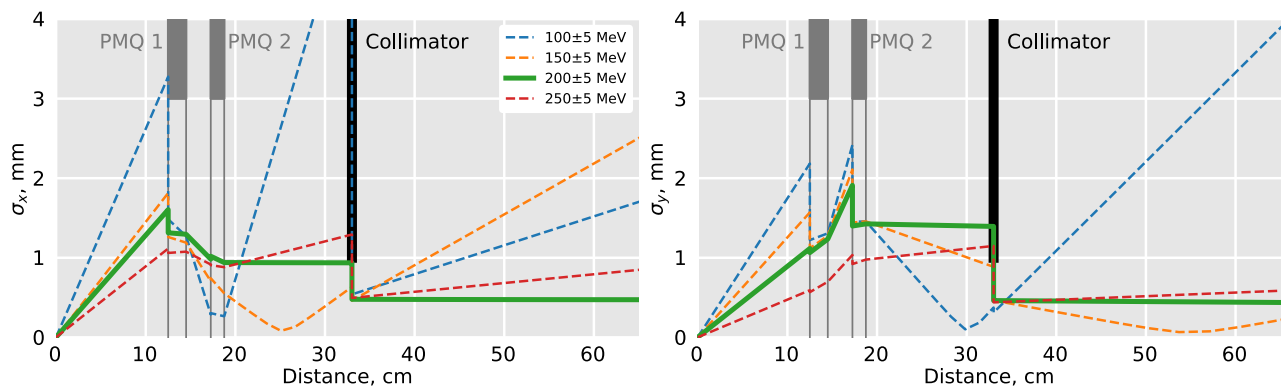 4
3
2
1
0
σx, mm
PMQ 1
PMQ 2
Collimator
100±5 MeV
150±5 MeV
200±5 MeV
250±5 MeV
0 10 20 30 40 50 60
Distance, cm
4
3
2
1
0
σy, mm
PMQ 1
PMQ 2
Collimator
0 10 20 30 40 50 60
Distance, cm